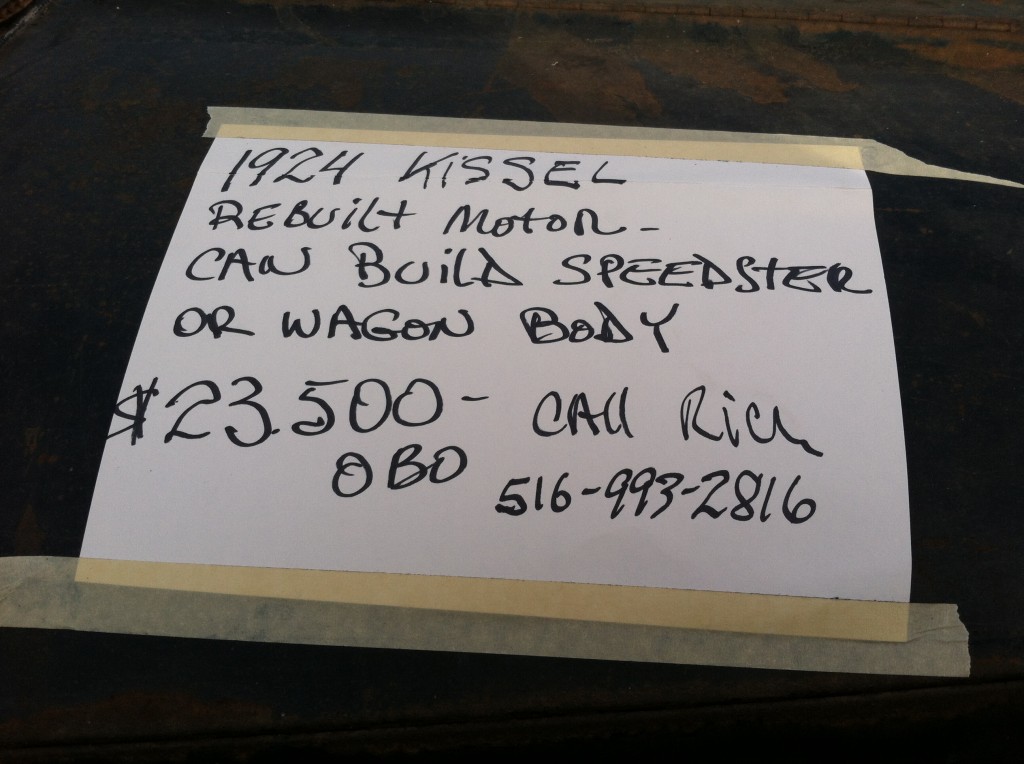 1924 KISSEL
REBUILT MOTOR-
CAN BUILD SPEEDSTER
OR WAGON BODY
$23.500- CALL Rich
OBO 516-993-2816